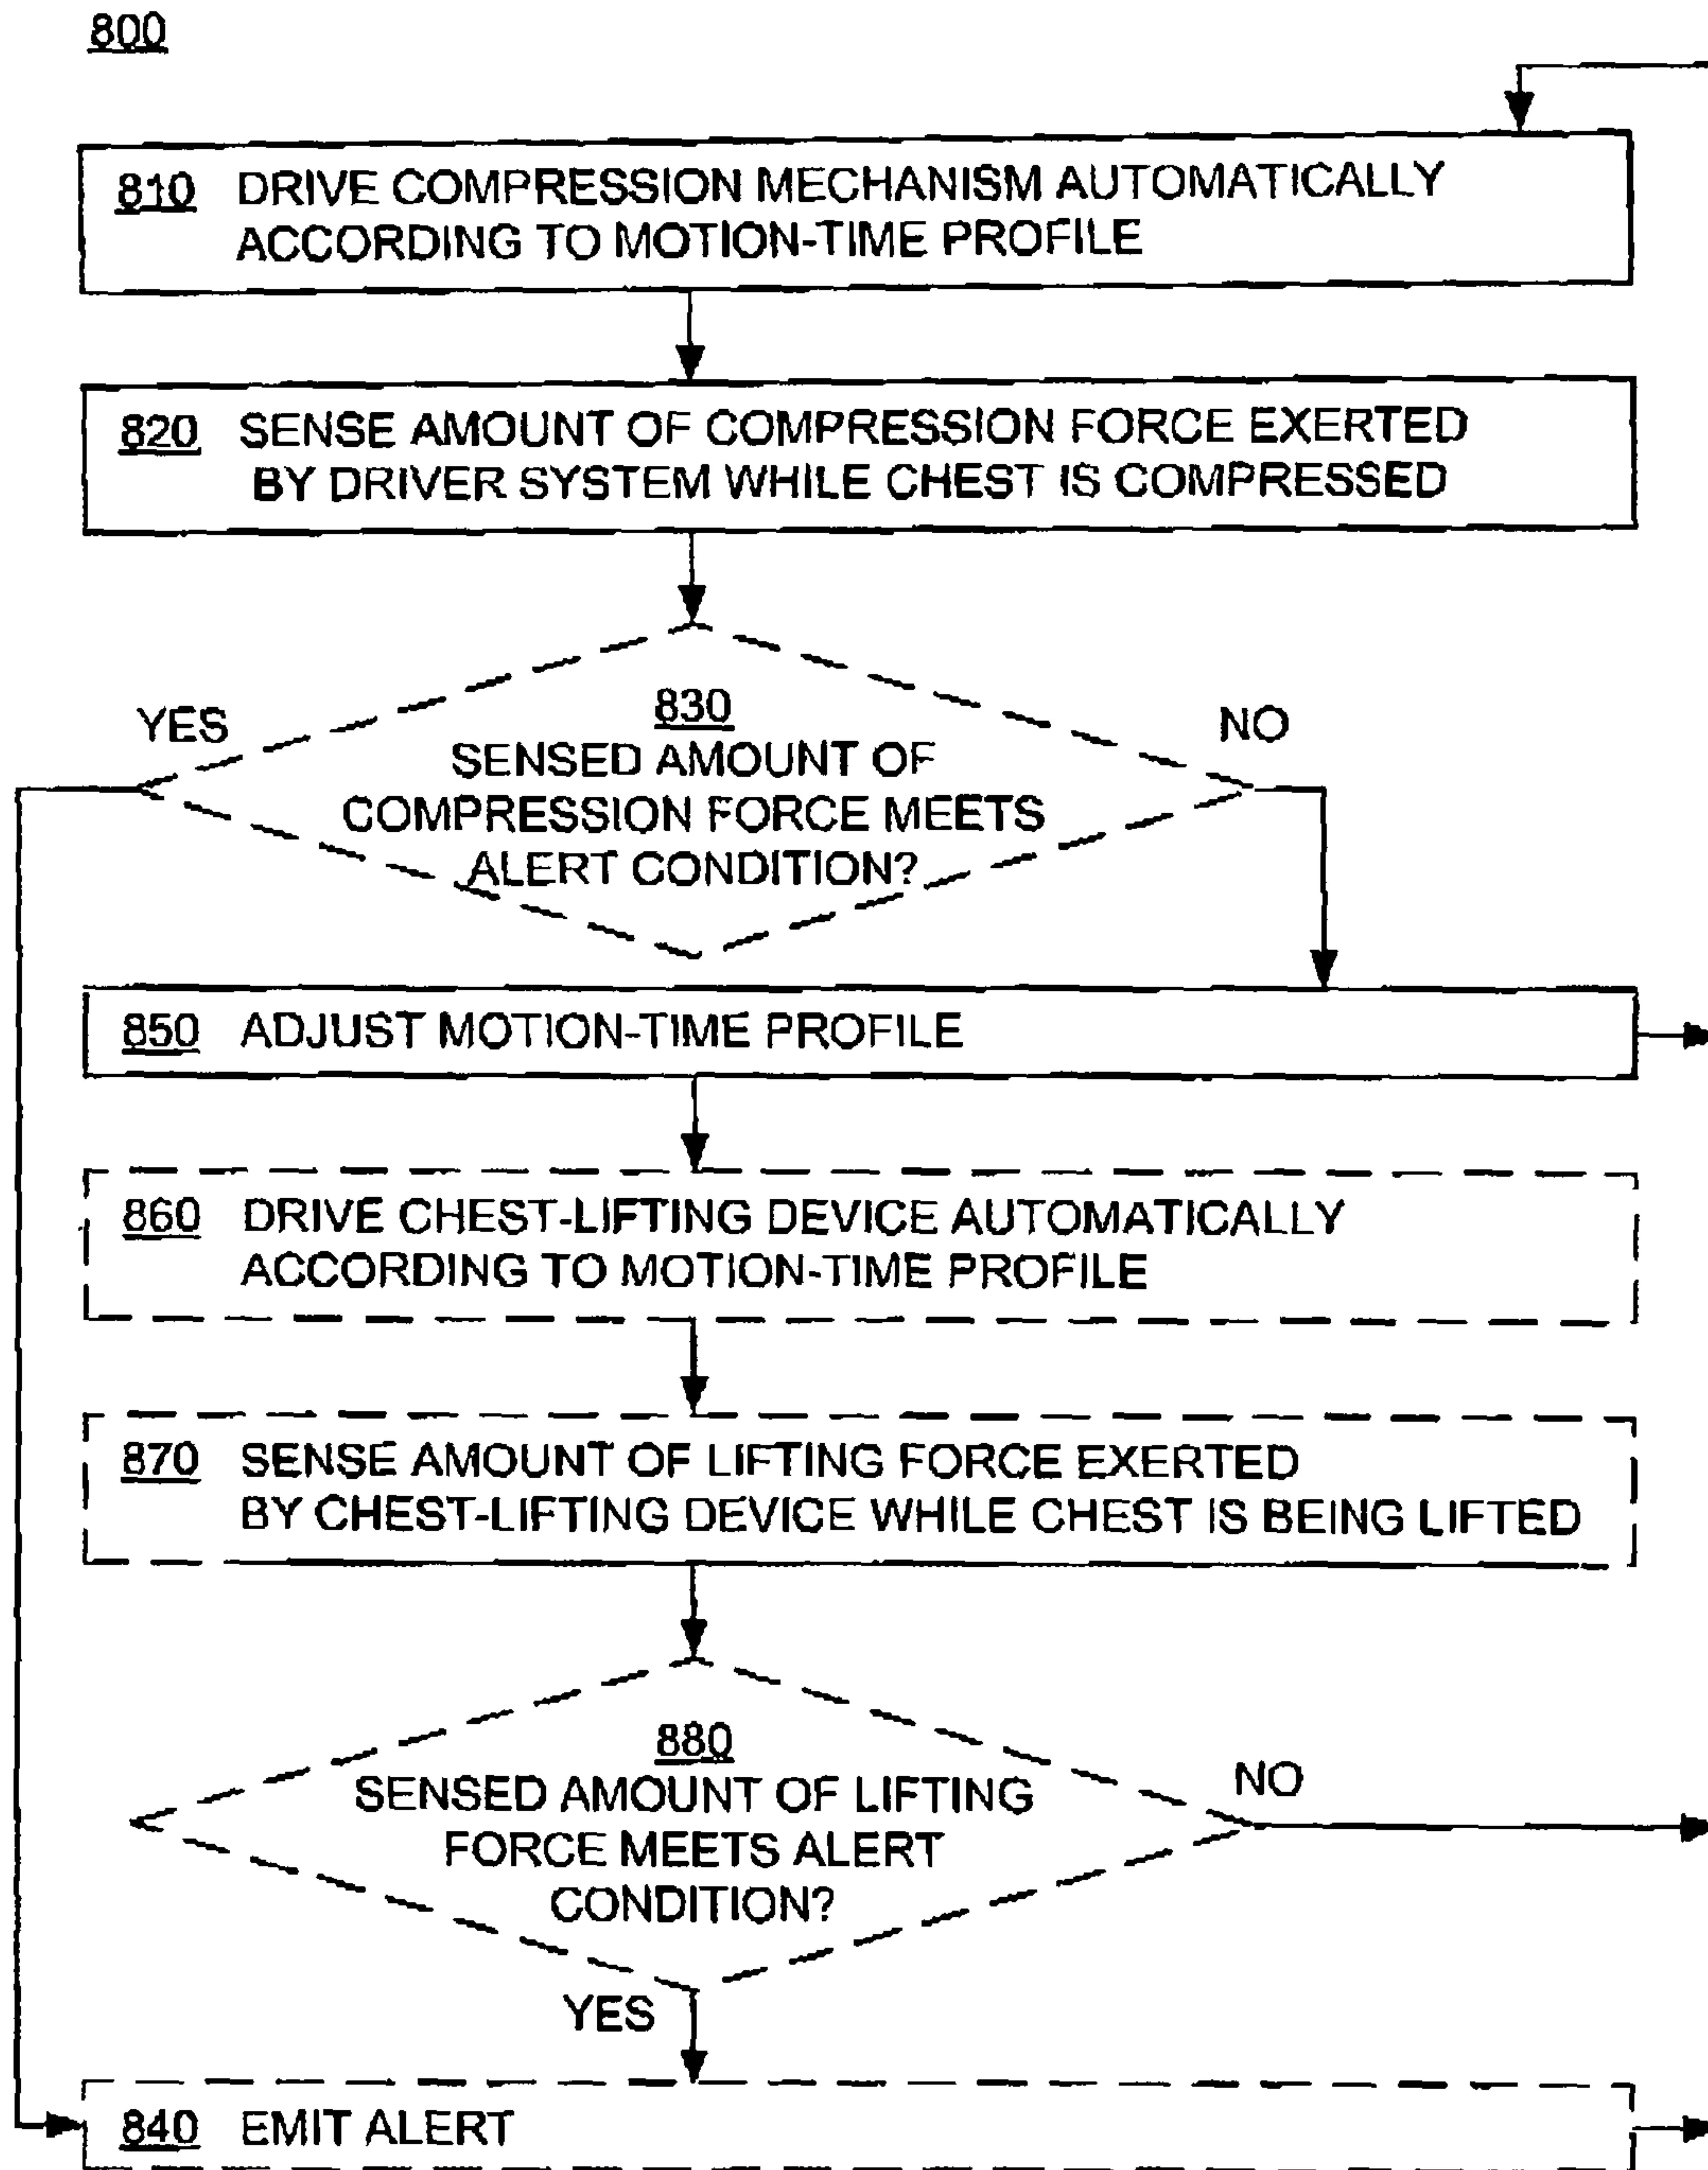 800
810 DRIVE COMPRESSION MECHANISM AUTOMATICALLY
ACCORDING TO MOTION-TIME PROFILE
820 SENSE AMOUNT OF COMPRESSION FORCE EXERTED
BY DRIVER SYSTEM WHILE CHEST IS COMPRESSED
YES
830
NO
SENSED AMOUNT OF
COMPRESSION FORCE MEETS
ALERT CONDITION?
850 ADJUST MOTION-TIME PROFILE
860 DRIVE CHEST-LIFTING DEVICE AUTOMATICALLY
ACCORDING TO MOTION-TIME PROFILE
870 SENSE AMOUNT OF LIFTING FORCE EXERTED
BY CHEST-LIFTING DEVICE WHILE CHEST IS BEING LIFTED
880
NO
SENSED AMOUNT OF LIFTING
FORCE MEETS ALERT
CONDITION?
YES
840 EMIT ALERT